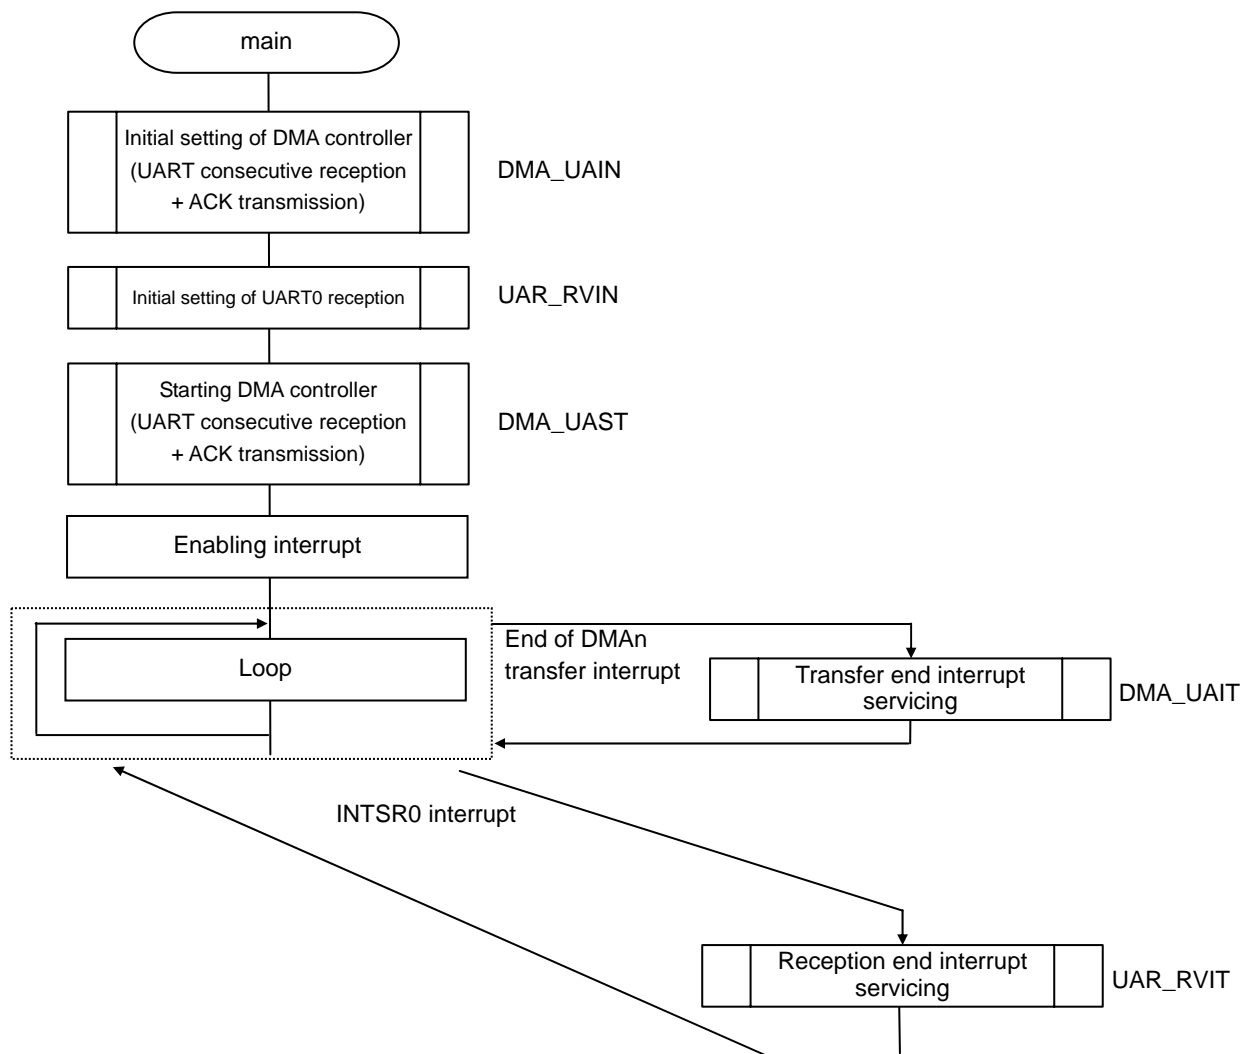 main
Initial setting of DMA controller
(UART consecutive reception
+ ACK transmission)
DMA_UAIN
Initial setting of UART0 reception
UAR_RVIN
Starting DMA controller
(UART consecutive reception
+ ACK transmission)
DMA_UAST
Enabling interrupt
Loop
End of DMAn
transfer interrupt
Transfer end interrupt
servicing
DMA_UAIT
INTSR0 interrupt
Reception end interrupt
servicing
UAR_RVIT